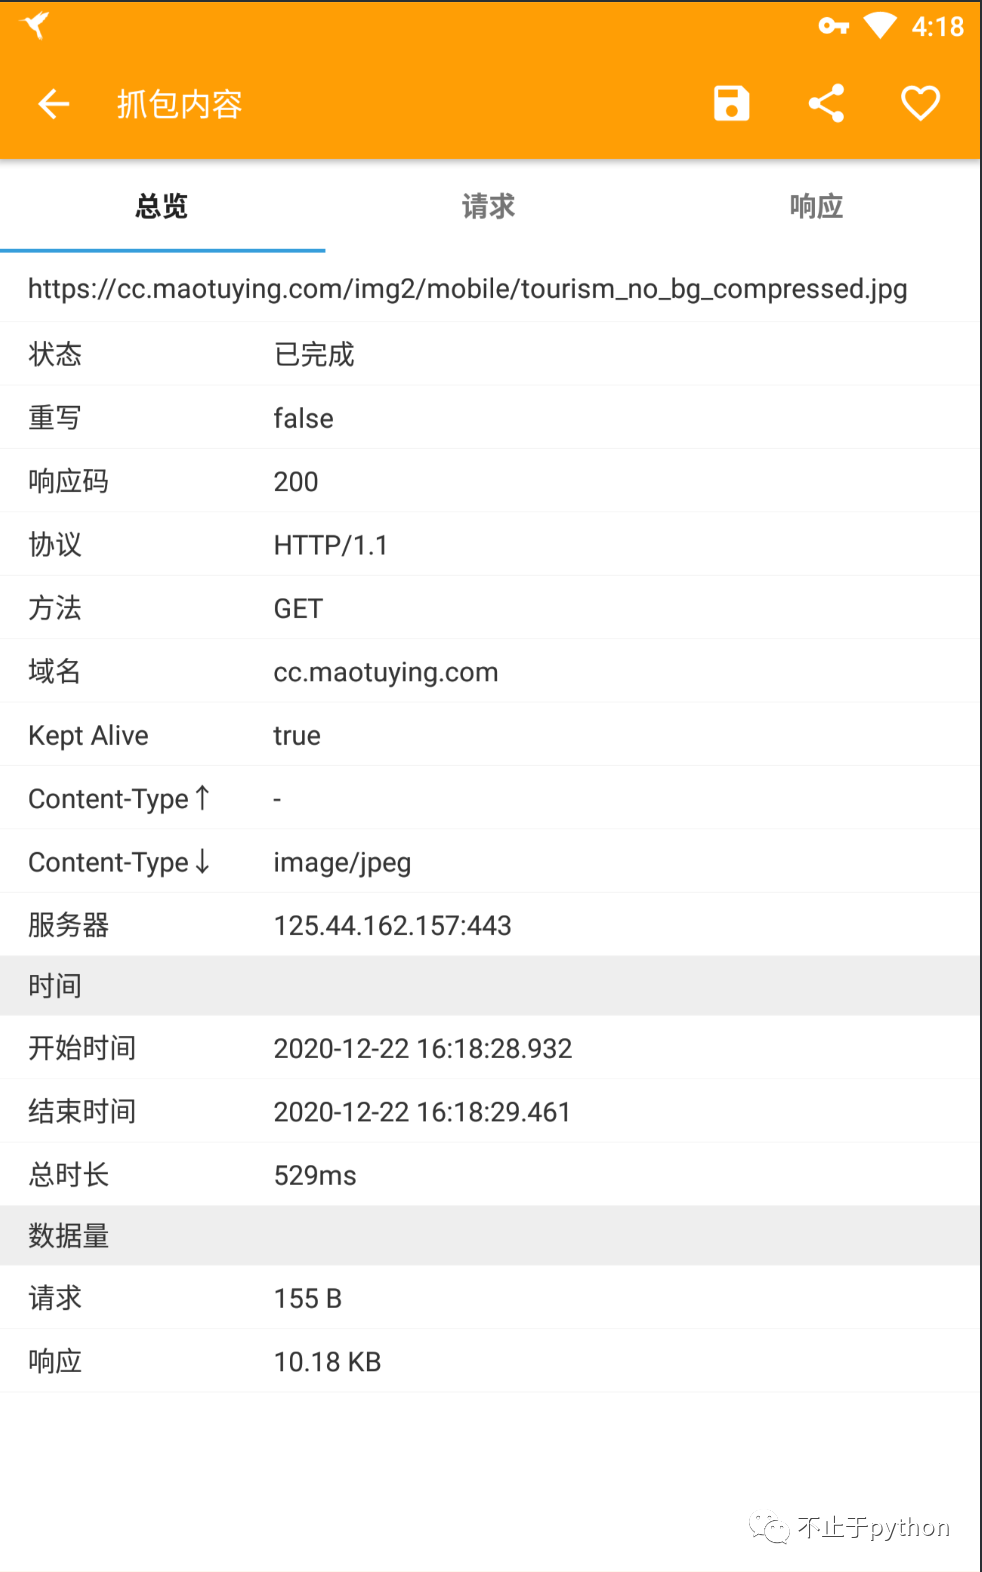 4:18
抓包内容
总览 请求 响应
https://cc.maotuying.com/img2/mobile/tourism_no_bg_compressed.jpg
状态 已完成
重写 false
响应码 200
协议 HTTP/1.1
方法 GET
域名 cc.maotuying.com
Kept Alive true
Content-Type↑ -
Content-Type↓ image/jpeg
服务器 125.44.162.157:443
时间
开始时间 2020-12-22 16:18:28.932
结束时间 2020-12-22 16:18:29.461
总时长 529ms
数据量
请求 155 B
响应 10.18 KB
不止于python